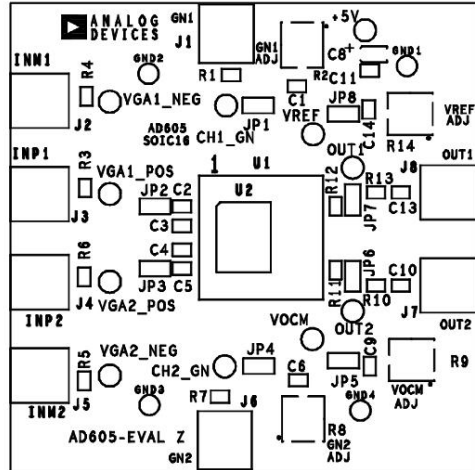 ANALOG
DEVICES
GN1
J1
+5V
GN1
ADJ
R2
C8+
C11
GND1
INM1
R4
GND2
R1
C1
VGA1_NEG
J2
AD605
SOIC16
JP1
CH1_GN
VREF
JP8
C14
R14
VREF
ADJ
INP1
R3
VGA1_POS
1
U1
OUT1
J8
OUT1
JP2
C2
U2
R12
JP7
R13
C13
J3
C3
R6
C4
JP3
C5
R11
JP6
R10
C10
INP2
J4
VGA2_POS
VOCM
OUT2
J7
OUT2
R5
VGA2_NEG
CH2_GN
JP4
C6
JP5
C9
R9
VOCM
ADJ
INM2
J5
GND3
R7
J6
R8
GN2
ADJ
GND4
AD605-EVAL Z
GN2